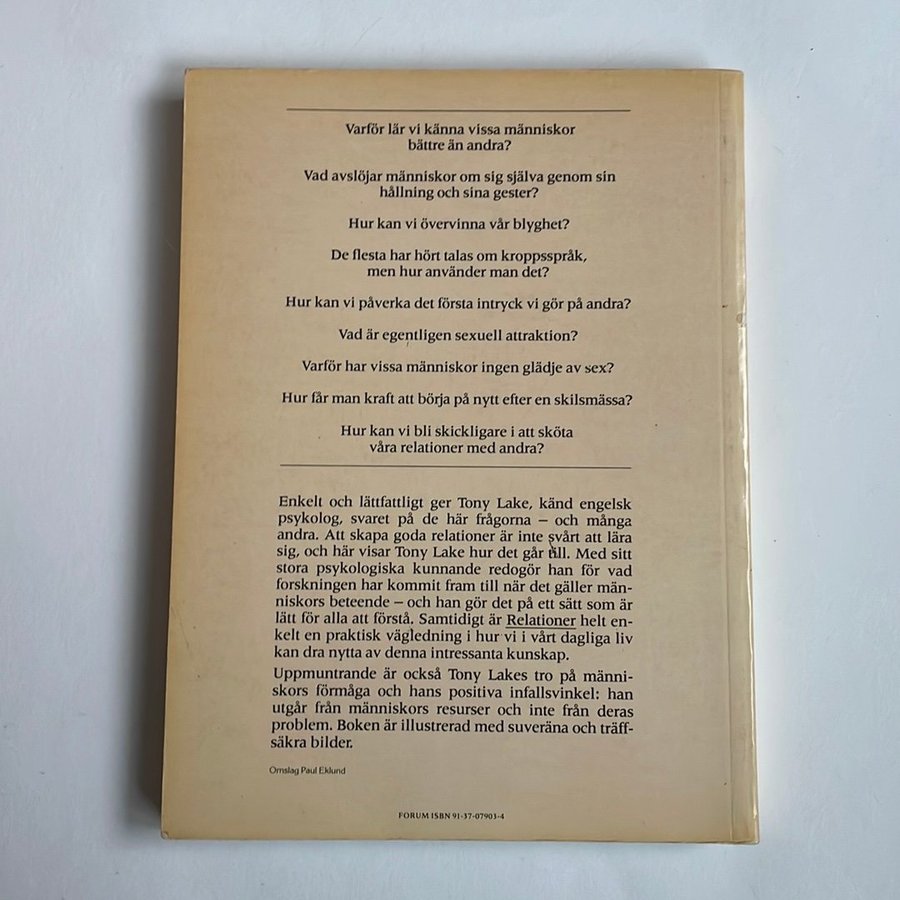 Varför lär vi känna vissa människor
bättre än andra?
Vad avslöjar människor om sig själva genom sin
hållning och sina gester?
Hur kan vi övervinna vår blyghet?
De flesta har hört talas om kroppsspråk,
men hur använder man det?
Hur kan vi påverka det första intryck vi gör på andra?
Vad är egentligen sexuell attraktion?
Varför har vissa människor ingen glädje av sex?
Hur får man kraft att börja på nytt efter en skilsmässa?
Hur kan vi bli skickligare i att sköta
våra relationer med andra?
Enkelt och lättfattligt ger Tony Lake, känd engelsk
psykolog, svaret på de här frågorna – och många
andra. Att skapa goda relationer är inte svårt att lära
sig, och här visar Tony Lake hur det går till. Med sitt
stora psykologiska kunnande redogör han för vad
forskningen har kommit fram till när det gäller män-
niskors beteende – och han gör det på ett sätt som är
lätt för alla att förstå. Samtidigt är Relationer helt en-
kelt en praktisk vägledning i hur vi i vårt dagliga liv
kan dra nytta av denna intressanta kunskap.
Uppmuntrande är också Tony Lakes tro på männi-
skors förmåga och hans positiva infallsvinkel: han
utgår från människors resurser och inte från deras
problem. Boken är illustrerad med suveräna och träff-
säkra bilder.
Omslag Paul Eklund
FORUM ISBN 91-37-07903-4